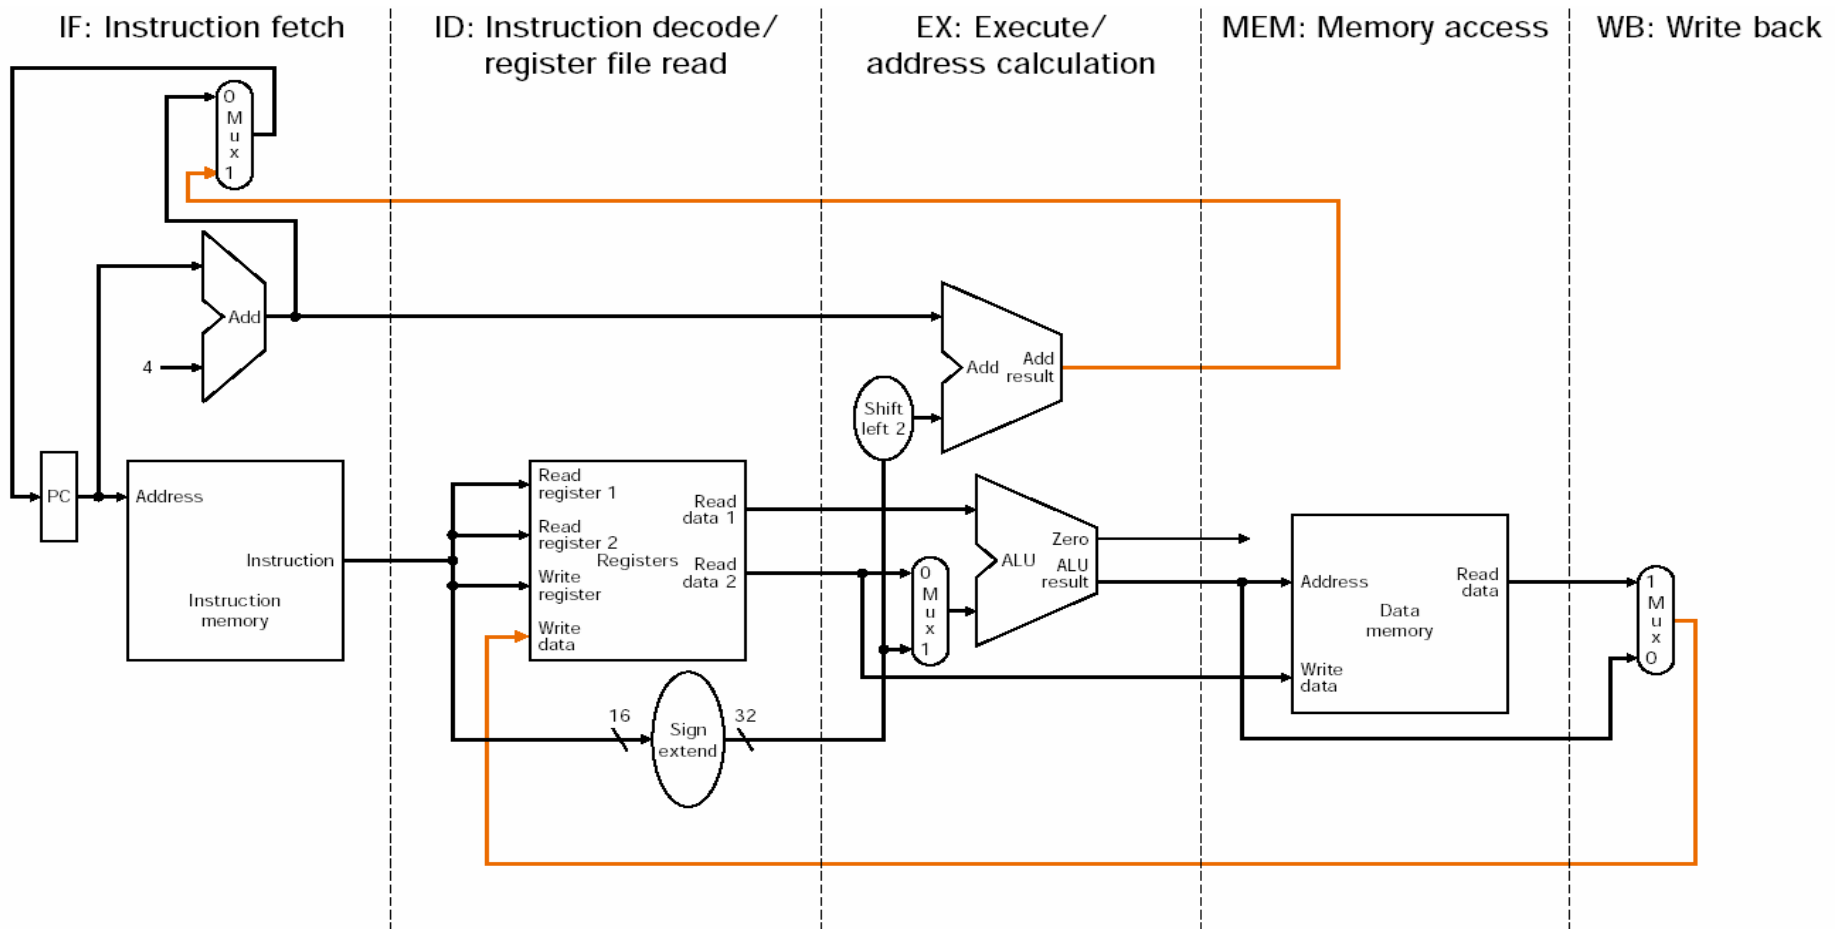 IF: Instruction fetch
ID: Instruction decode/
register file read
EX: Execute/
address calculation
MEM: Memory access
WB: Write back
0
M
u
x
1
Add
4
Add
Add
result
Shift
left 2
PC
Address
Instruction
Instruction
memory
Read
register 1
Read
register 2
Write
register
Write
data
Registers
Read
data 1
Read
data 2
16
Sign
extend
32
0
M
u
x
1
ALU
Zero
ALU
result
Address
Write
data
Data
memory
Read
data
1
M
u
x
0